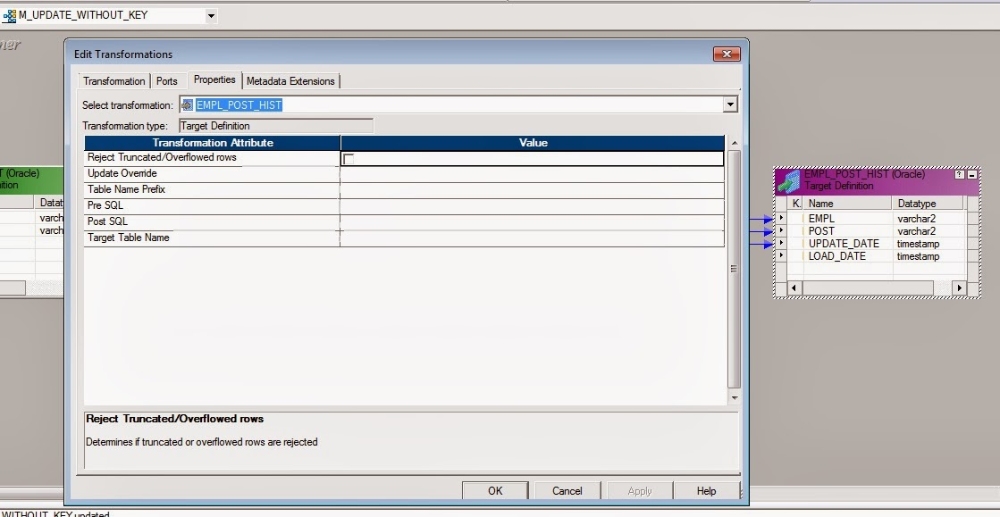 M_UPDATE_WITHOUT_KEY
ner
Edit Transformations
Transformation
Ports
Properties
Metadata Extensions
Select transformation: EMPL_POST_HIST
Transformation type: Target Definition
Transformation Attribute Value
Reject Truncated/Overflowed rows
Update Override
Table Name Prefix
Pre SQL
Post SQL
Target Table Name
Reject Truncated/Overflowed rows
Determines if truncated or overflowed rows are rejected
OK Cancel Apply Help
T (Oracle)
ition
Datat
varch
varch
EMPL_POST_HIST (Oracle) ?
Target Definition
K. Name Datatype
EMPL varchar2
POST varchar2
UPDATE_DATE timestamp
LOAD_DATE timestamp
WITHOUT_KEY updated